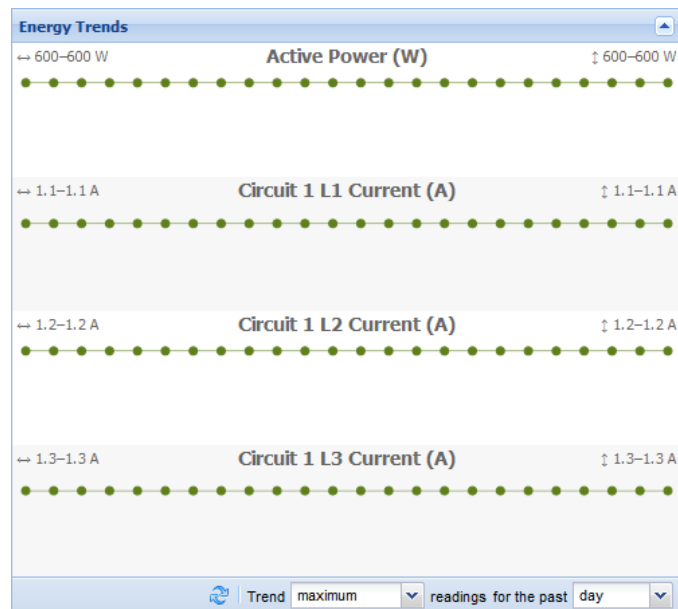 Energy Trends
↔ 600–600 W Active Power (W) ↕ 600–600 W
↔ 1.1–1.1 A Circuit 1 L1 Current (A) ↕ 1.1–1.1 A
↔ 1.2–1.2 A Circuit 1 L2 Current (A) ↕ 1.2–1.2 A
↔ 1.3–1.3 A Circuit 1 L3 Current (A) ↕ 1.3–1.3 A
Trend maximum readings for the past day